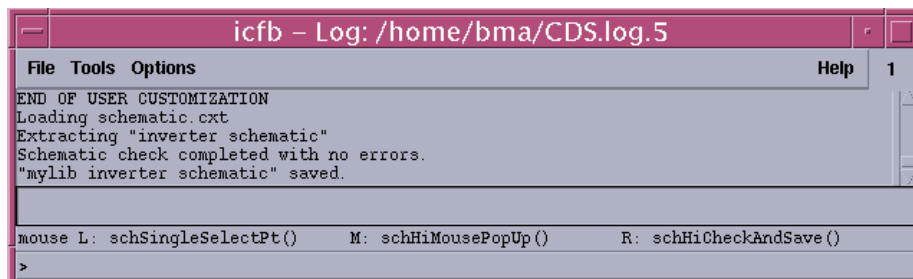 icfb – Log: /home/bma/CDS.log.5
File Tools Options Help 1
END OF USER CUSTOMIZATION
Loading schematic.cxt
Extracting "inverter schematic"
Schematic check completed with no errors.
"mylib inverter schematic" saved.
mouse L: schSingleSelectPt() M: schHiMousePopUp() R: schHiCheckAndSave()
>